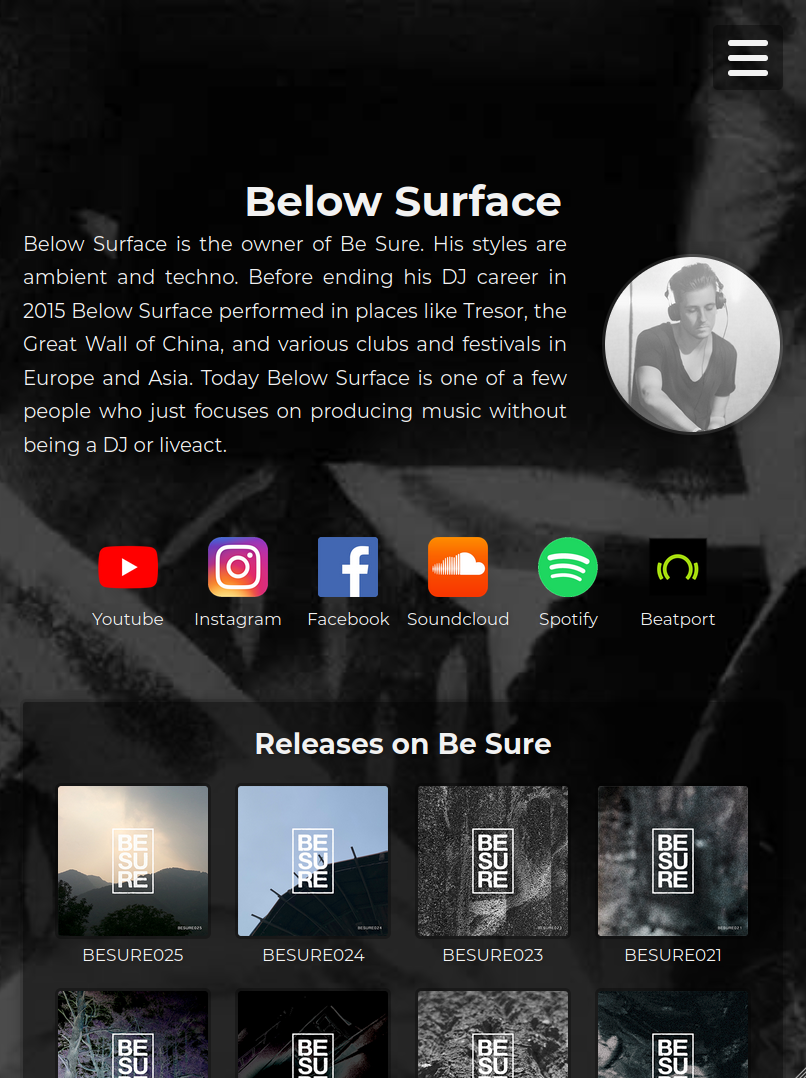 Below Surface
Below Surface is the owner of Be Sure. His styles are
ambient and techno. Before ending his DJ career in
2015 Below Surface performed in places like Tresor, the
Great Wall of China, and various clubs and festivals in
Europe and Asia. Today Below Surface is one of a few
people who just focuses on producing music without
being a DJ or liveact.
Youtube Instagram Facebook Soundcloud Spotify Beatport
Releases on Be Sure
BE BE BE BE
SU SU SU SU
RE RE RE RE
BESURE025 BESURE024 BESURE023 BESURE021
BESURE025 BESURE024 BESURE023 BESURE021
BE BE BE BE
SU SU SU SU